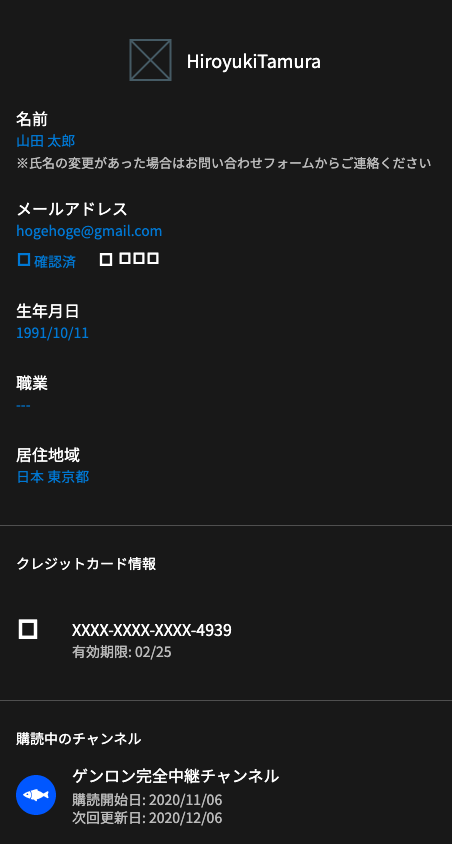 HiroyukiTamura
名前
山田 太郎
※氏名の変更があった場合はお問い合わせフォームからご連絡ください
メールアドレス
hogehoge@gmail.com
確認済
生年月日
1991/10/11
職業
---
居住地域
日本 東京都
クレジットカード情報
XXXX-XXXX-XXXX-4939
有効期限: 02/25
購読中のチャンネル
ゲンロン完全中継チャンネル
購読開始日: 2020/11/06
次回更新日: 2020/12/06